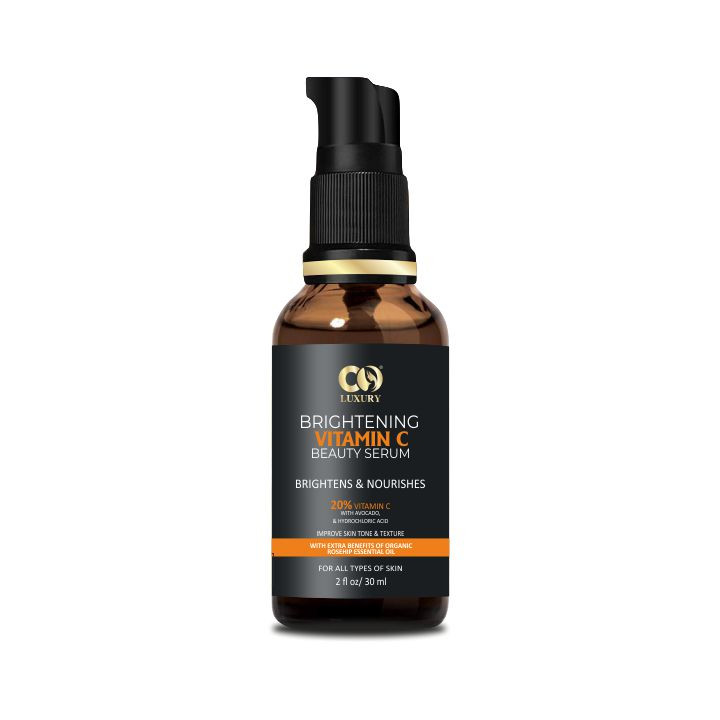 CO®
LUXURY
BRIGHTENING
VITAMIN C
BEAUTY SERUM
BRIGHTENS & NOURISHES
20% VITAMIN C
WITH AVOCADO,
& HYDROCHLORIC ACID
IMPROVE SKIN TONE & TEXTURE
WITH EXTRA BENEFITS OF ORGANIC
ROSEHIP ESSENTIAL OIL
FOR ALL TYPES OF SKIN
2 fl oz/ 30 ml